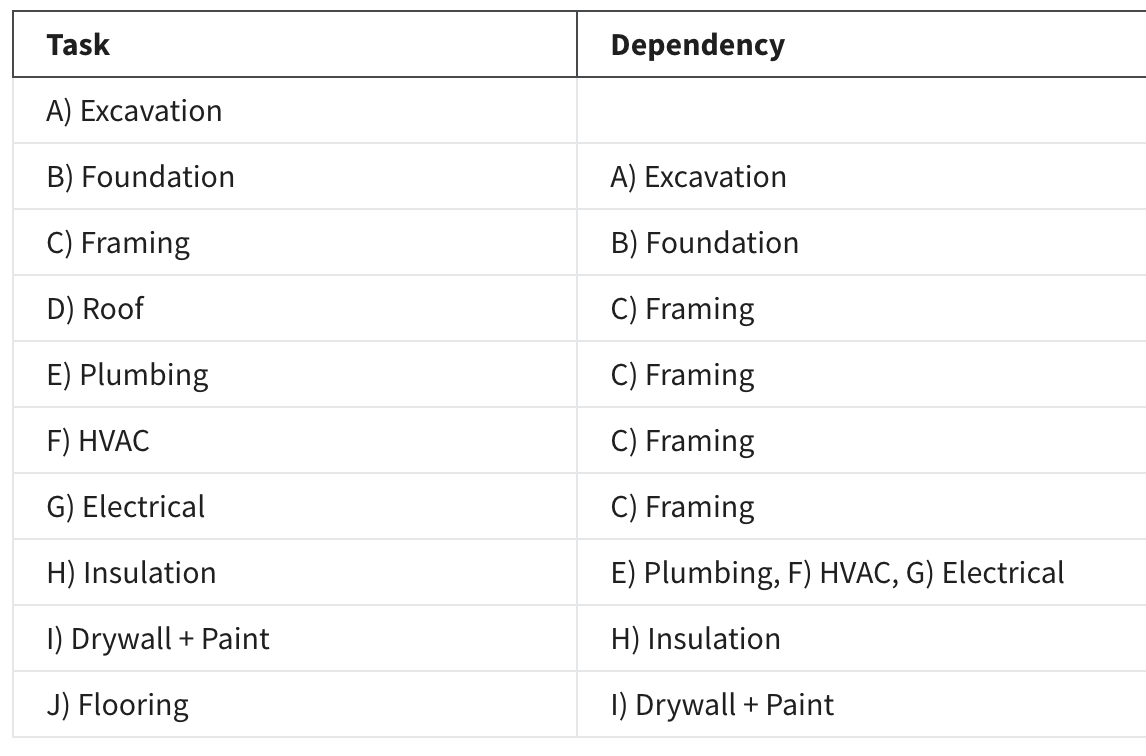 Task Dependency
A) Excavation
B) Foundation A) Excavation
C) Framing B) Foundation
D) Roof C) Framing
E) Plumbing C) Framing
F) HVAC C) Framing
G) Electrical C) Framing
H) Insulation E) Plumbing, F) HVAC, G) Electrical
I) Drywall + Paint H) Insulation
J) Flooring I) Drywall + Paint